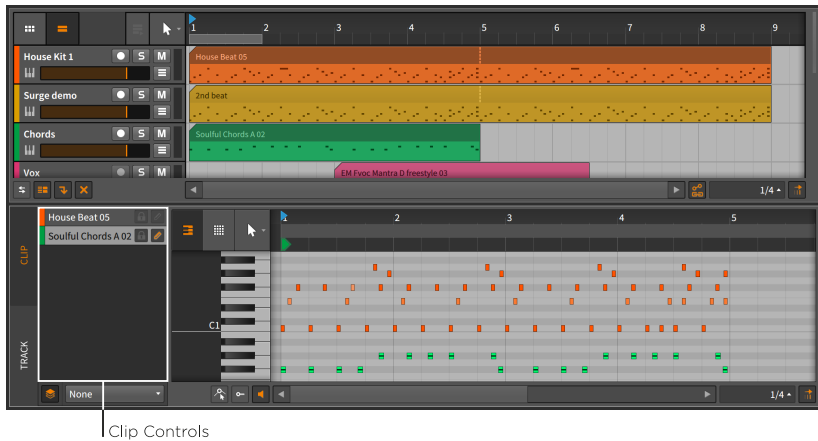 1 2 3 4 5 6 7 8 9
House Kit 1 S M
House Beat 05
Surge demo S M
2nd beat
Chords S M
Soulful Chords A 02
Vox S M
EM Fvoc Mantra D freestyle 03
1/4
House Beat 05
Soulful Chords A 02
1 2 3 4 5
CLIP
C1
TRACK
None
1/4
Clip Controls